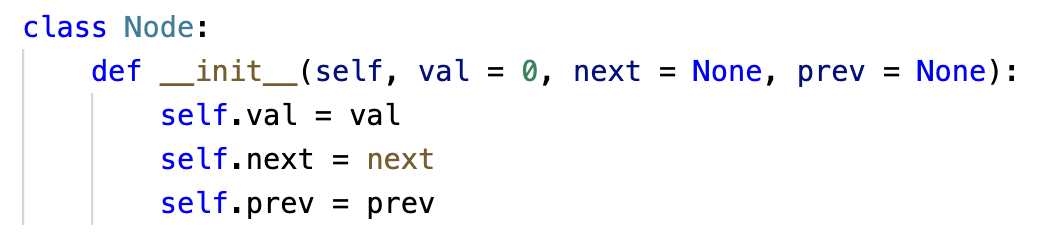 class Node:
    def __init__(self, val = 0, next = None, prev = None):
        self.val = val
        self.next = next
        self.prev = prev